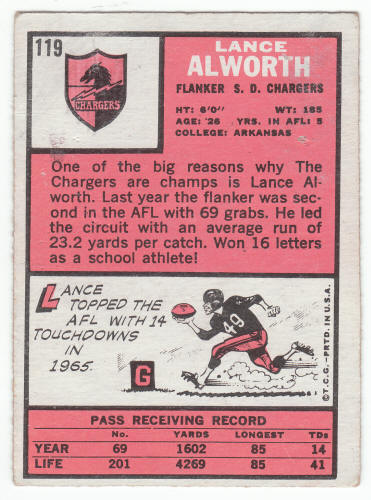 119
LANCE
ALWORTH
FLANKER S. D. CHARGERS
CHARGERS
HT: 6'0" WT: 185
AGE: 26 YRS. IN AFL: 5
COLLEGE: ARKANSAS
One of the big reasons why The
Chargers are champs is Lance Al-
worth. Last year the flanker was sec-
ond in the AFL with 69 grabs. He led
the circuit with an average run of
23.2 yards per catch. Won 16 letters
as a school athlete!
LANCE
TOPPED THE
AFL WITH 14
TOUCHDOWNS
IN
1965.
49
G
©T.C.G.-PRTD. IN U.S.A.
PASS RECEIVING RECORD
No. YARDS LONGEST TDs
YEAR 69 1602 85 14
LIFE 201 4269 85 41